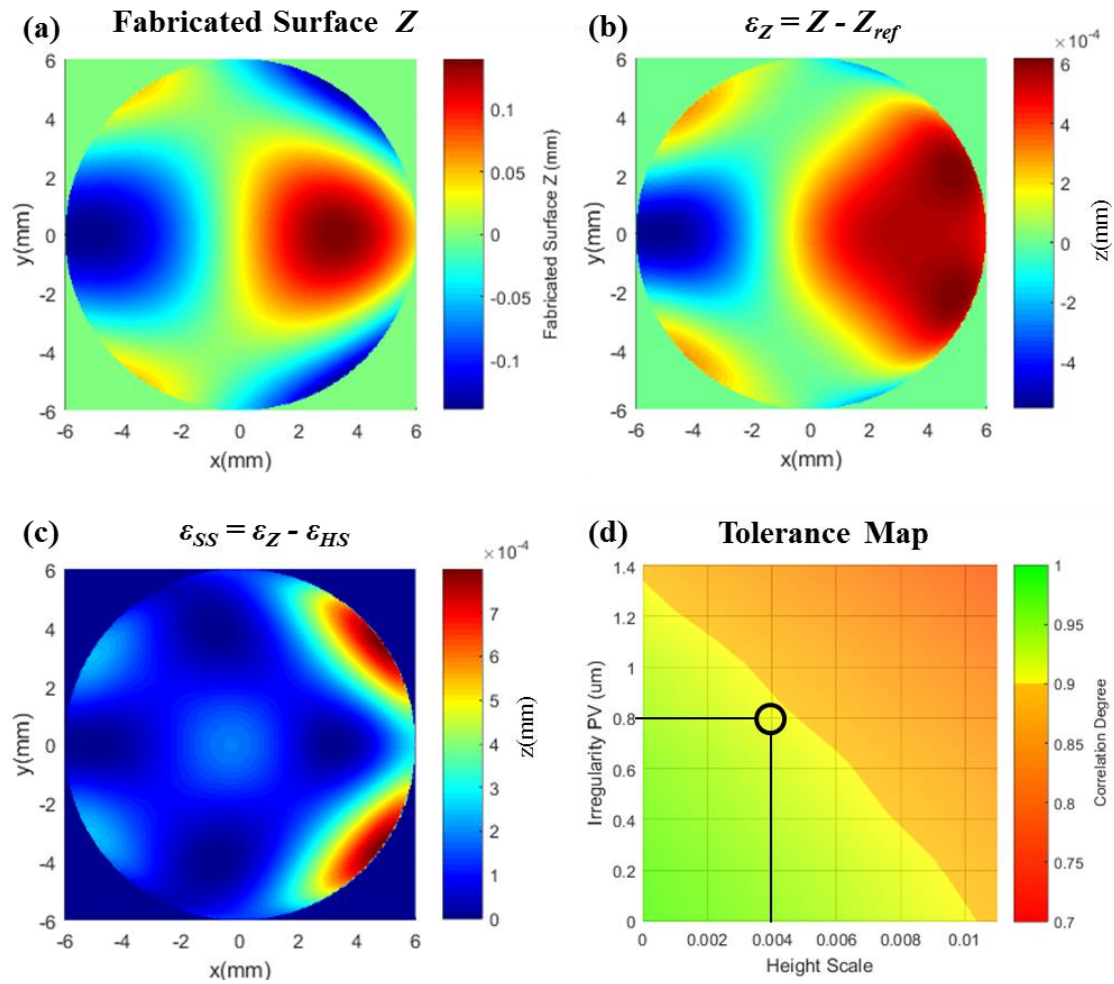 (a) Fabricated Surface Z
6
4
2
0
-2
-4
-6
y(mm)
-6 -4 -2 0 2 4 6
x(mm)
0.1
0.05
0
-0.05
-0.1
Fabricated Surface Z (mm)
(b) ε_Z = Z - Z_ref
6
4
2
0
-2
-4
-6
y(mm)
-6 -4 -2 0 2 4 6
x(mm)
×10⁻⁴
6
4
2
0
-2
-4
z(mm)
(c) ε_SS = ε_Z - ε_HS
6
4
2
0
-2
-4
-6
y(mm)
-6 -4 -2 0 2 4 6
x(mm)
×10⁻⁴
7
6
5
4
3
2
1
0
z(mm)
(d) Tolerance Map
1.4
1.2
1
0.8
0.6
0.4
0.2
0
Irregularity PV (um)
0 0.002 0.004 0.006 0.008 0.01
Height Scale
1
0.95
0.9
0.85
0.8
0.75
0.7
Correlation Degree